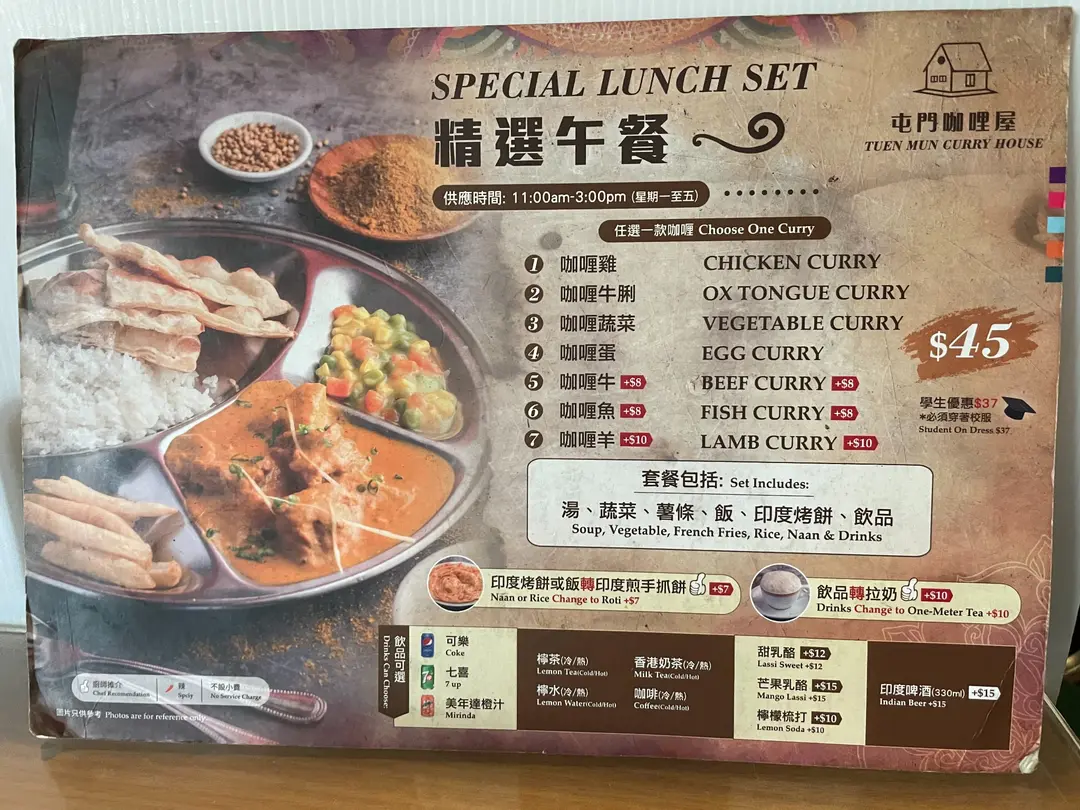 SPECIAL LUNCH SET
精選午餐
屯門咖哩屋
TUEN MUN CURRY HOUSE
供應時間: 11:00am-3:00pm (星期一至五)
任選一款咖喱 Choose One Curry
1 咖喱雞 CHICKEN CURRY
2 咖喱牛脷 OX TONGUE CURRY
3 咖喱蔬菜 VEGETABLE CURRY
4 咖喱蛋 EGG CURRY
5 咖喱牛 +$8 BEEF CURRY +$8
6 咖喱魚 +$8 FISH CURRY +$8
7 咖喱羊 +$10 LAMB CURRY +$10
$45
學生優惠$37
*必須穿著校服
Student On Dress $37
套餐包括: Set Includes:
湯、蔬菜、薯條、飯、印度烤餅、飲品
Soup, Vegetable, French Fries, Rice, Naan & Drinks
印度烤餅或飯轉印度煎手抓餅 +$7
Naan or Rice Change to Roti +$7
飲品轉拉奶 +$10
Drinks Change to One-Meter Tea +$10
飲品可選
Drinks Can Choose:
可樂
Coke
七喜
7 up
美年達橙汁
Mirinda
檸茶(冷/熱)
Lemon Tea(Cold/Hot)
檸水(冷/熱)
Lemon Water(Cold/Hot)
香港奶茶(冷/熱)
Milk Tea(Cold/Hot)
咖啡(冷/熱)
Coffee(Cold/Hot)
甜乳酪 +$12
Lassi Sweet +$12
芒果乳酪 +$15
Mango Lassi +$15
檸檬梳打 +$10
Lemon Soda +$10
印度啤酒(330ml) +$15
Indian Beer +$15
廚師推介
Chef Recomendation
辣
Spicy
不設小費
No Service Charge
圖片只供參考 Photos are for reference only